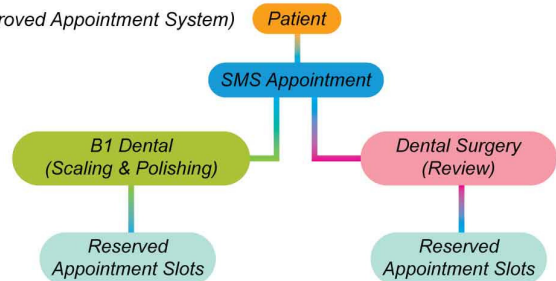 roved Appointment System)
Patient
SMS Appointment
B1 Dental
(Scaling & Polishing)
Dental Surgery
(Review)
Reserved
Appointment Slots
Reserved
Appointment Slots